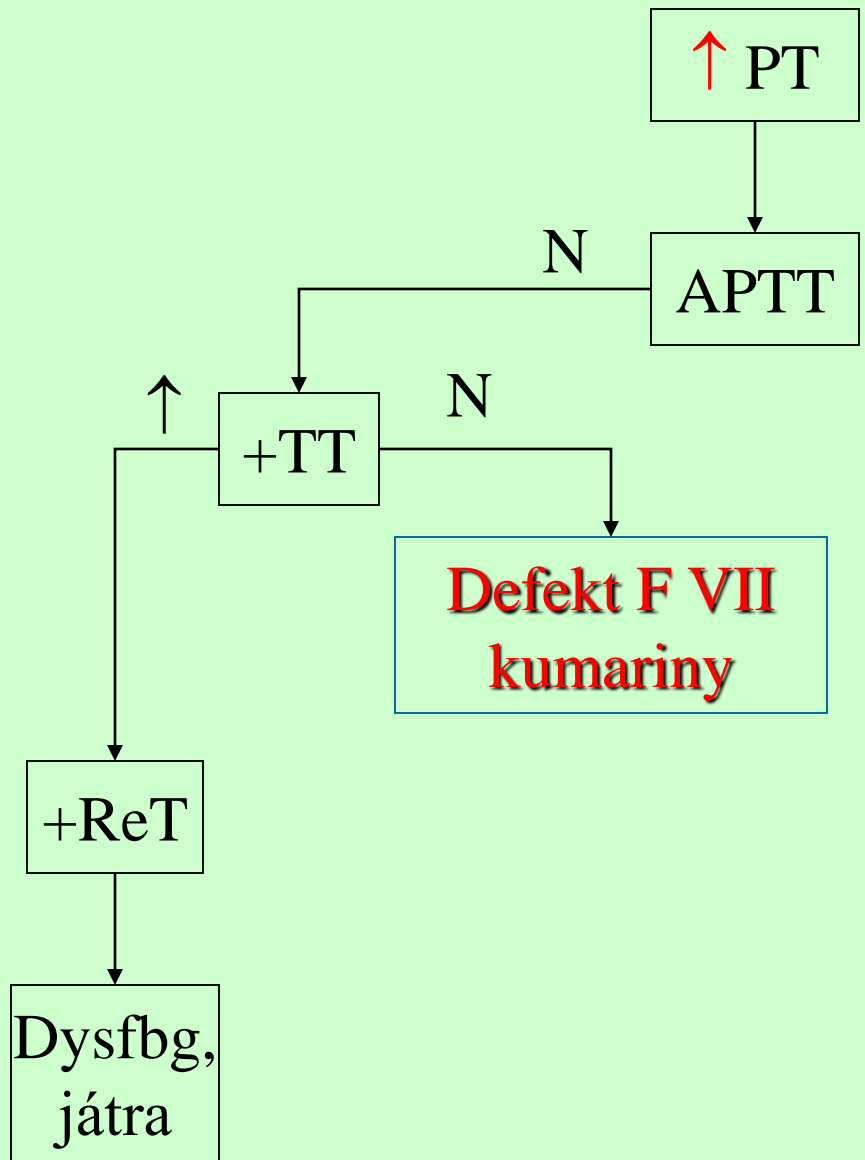 ↑ PT
N
APTT
↑
N
+TT
Defekt F VII
kumariny
+ReT
Dysfbg,
játra